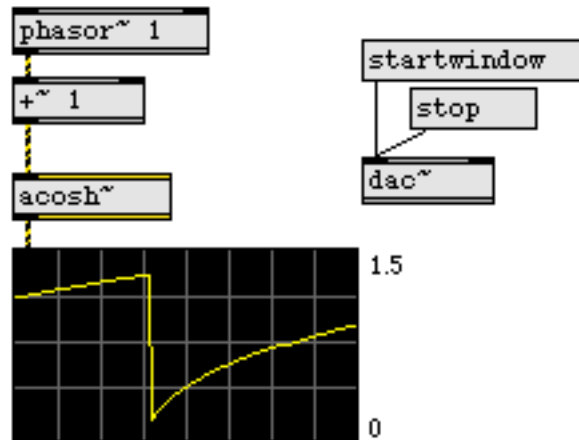 phasor~ 1
+~ 1
acosh~
startwindow
stop
dac~
1.5
0